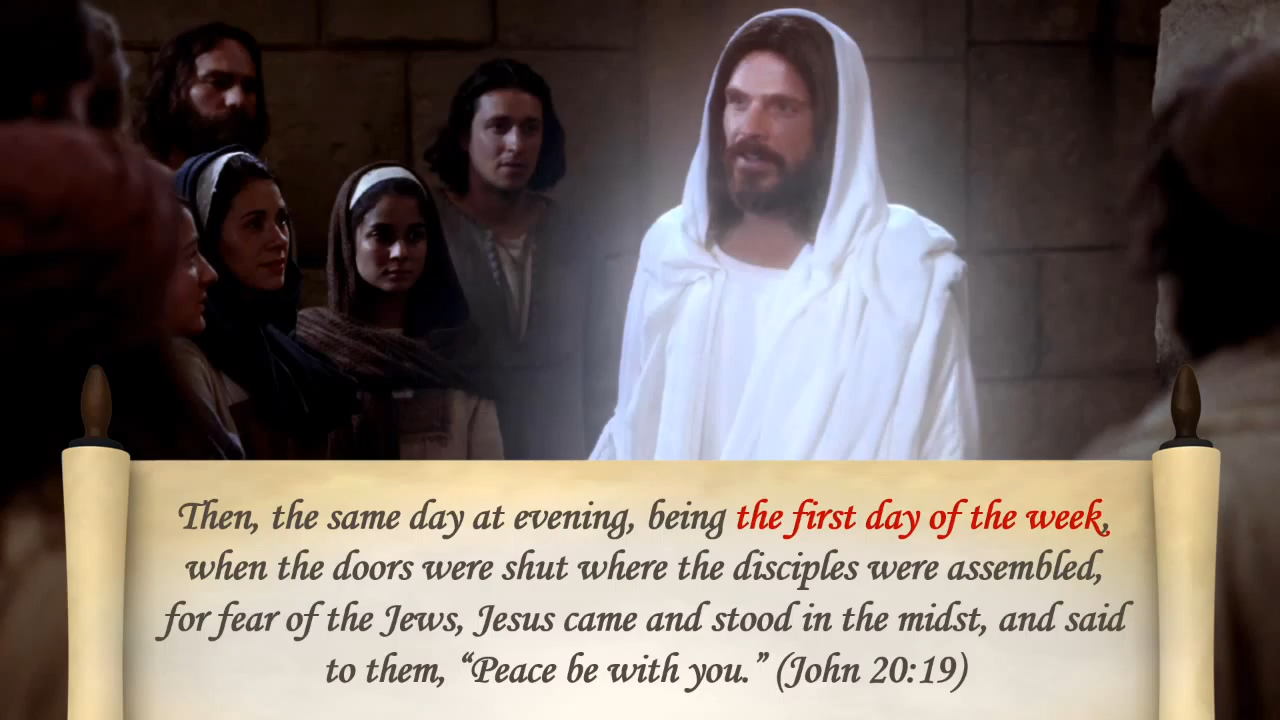 Then, the same day at evening, being the first day of the week,
when the doors were shut where the disciples were assembled,
for fear of the Jews, Jesus came and stood in the midst, and said
to them, “Peace be with you.” (John 20:19)